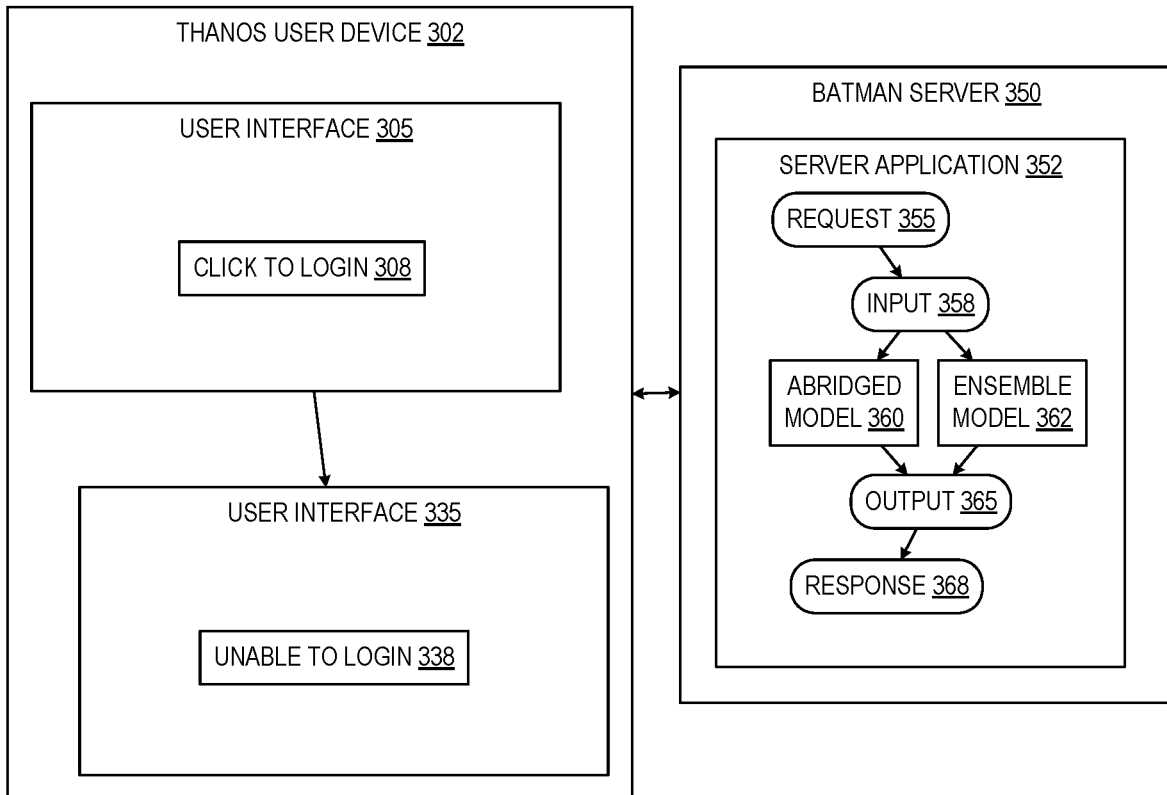 THANOS USER DEVICE 302
USER INTERFACE 305
CLICK TO LOGIN 308
USER INTERFACE 335
UNABLE TO LOGIN 338
BATMAN SERVER 350
SERVER APPLICATION 352
REQUEST 355
INPUT 358
ABRIDGED
MODEL 360
ENSEMBLE
MODEL 362
OUTPUT 365
RESPONSE 368